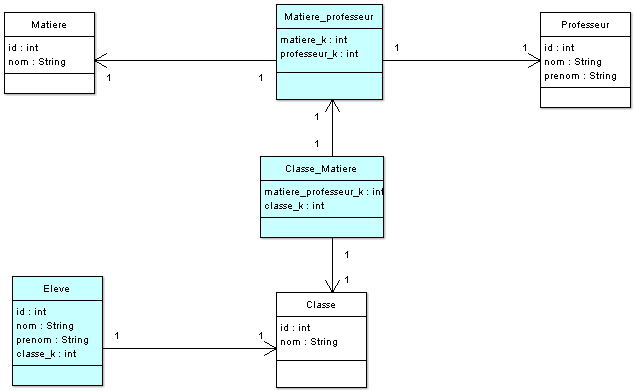 Matiere
id : int
nom : String
1
Matiere_professeur
matiere_k : int
professeur_k : int
1
1
1
Professeur
id : int
nom : String
prenom : String
1
1
Classe_Matiere
matiere_professeur_k : int
classe_k : int
1
1
Eleve
id : int
nom : String
prenom : String
classe_k : int
1
1
Classe
id : int
nom : String